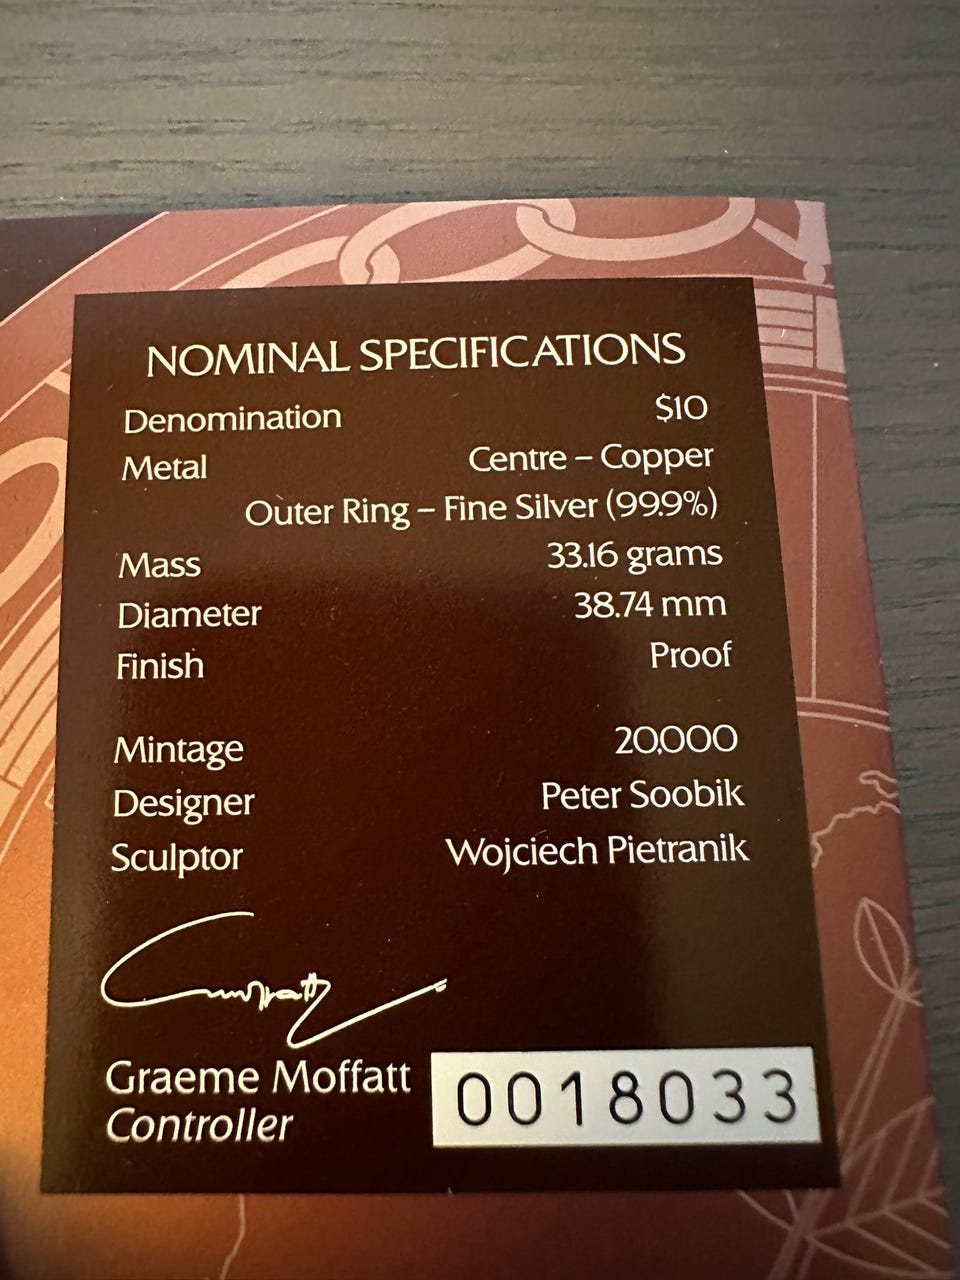 NOMINAL SPECIFICATIONS
Denomination $10
Metal Centre – Copper
Outer Ring – Fine Silver (99.9%)
Mass 33.16 grams
Diameter 38.74 mm
Finish Proof
Mintage 20,000
Designer Peter Soobik
Sculptor Wojciech Pietranik
Graeme Moffatt
Controller 0018033